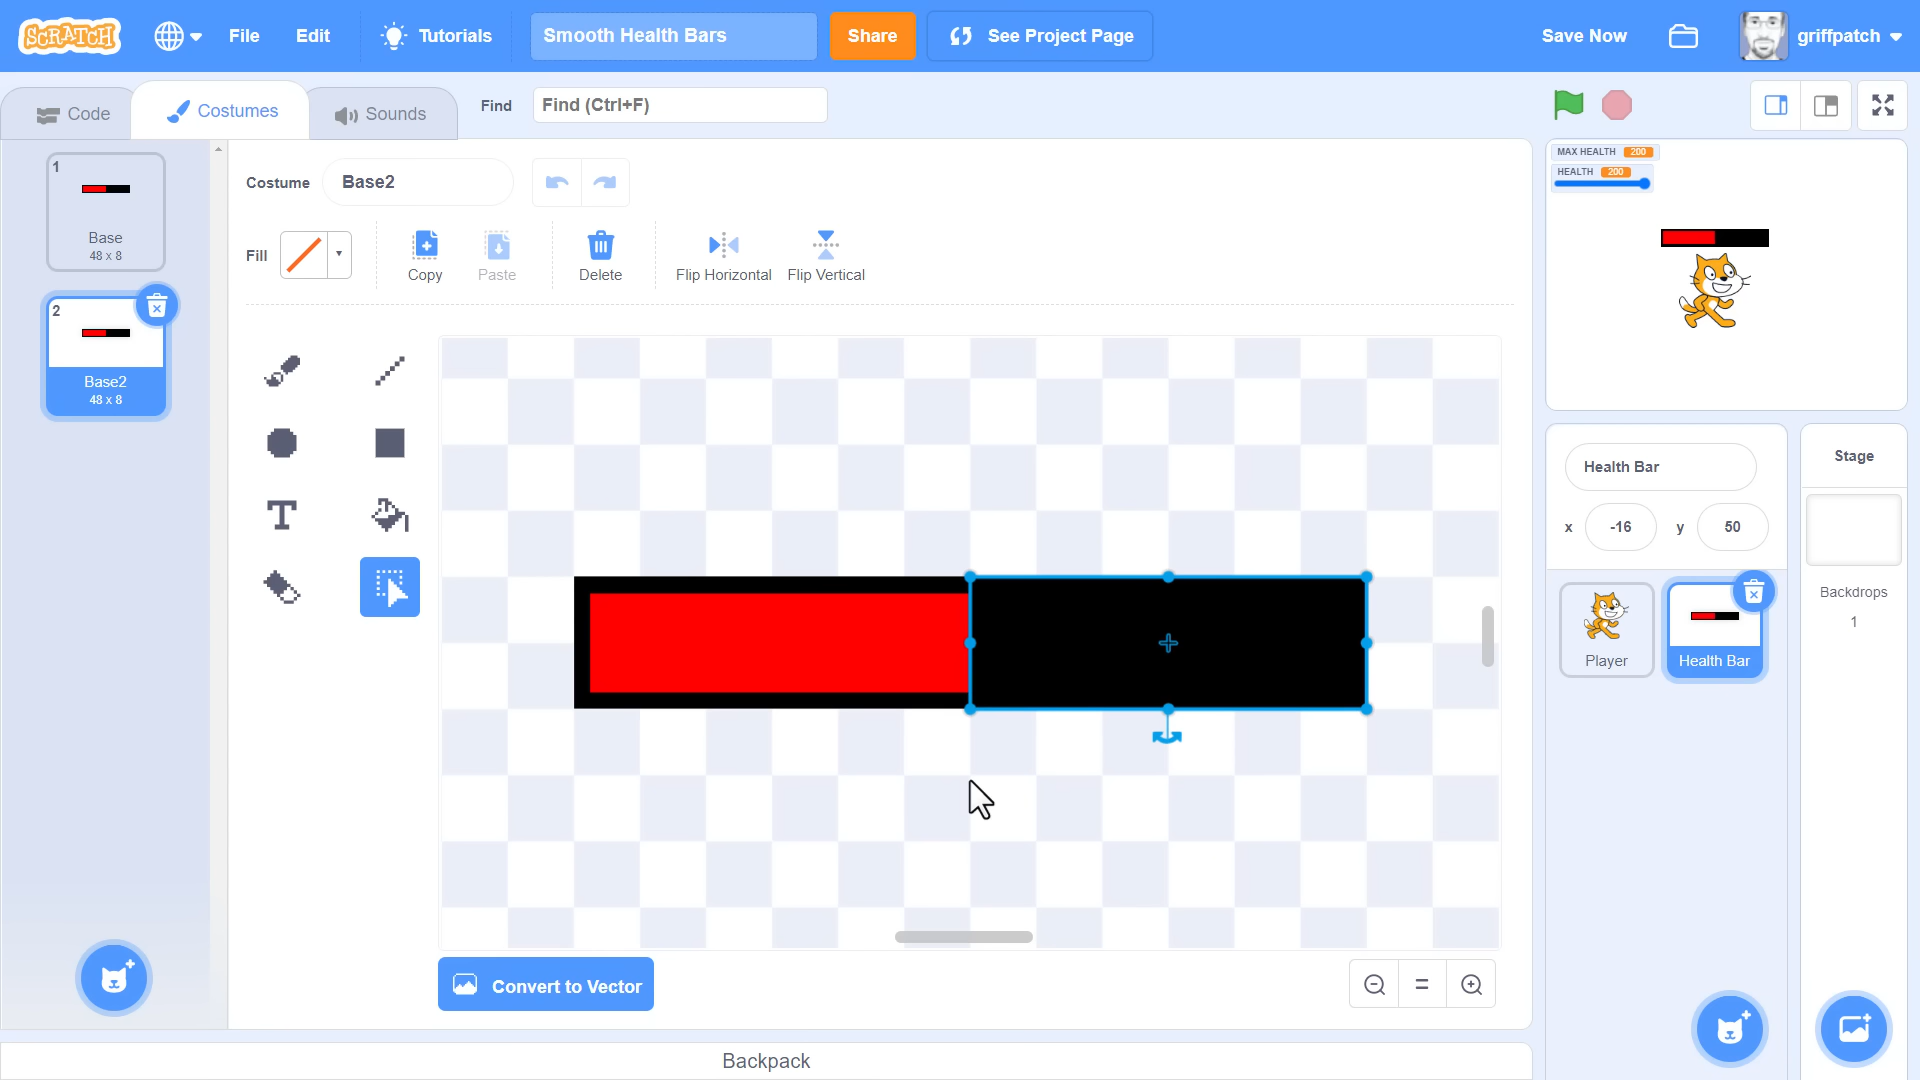 SCRATCH File Edit Tutorials Smooth Health Bars Share See Project Page Save Now griffpatch
Code Costumes Sounds Find Find (Ctrl+F)
1
Base
48 x 8
2
Base2
48 x 8
Costume Base2
Fill Copy Paste Delete Flip Horizontal Flip Vertical
T
Convert to Vector
=
Backpack
MAX HEALTH 200
HEALTH 200
Health Bar
x -16 y 50
Player
Health Bar
Stage
Backdrops
1